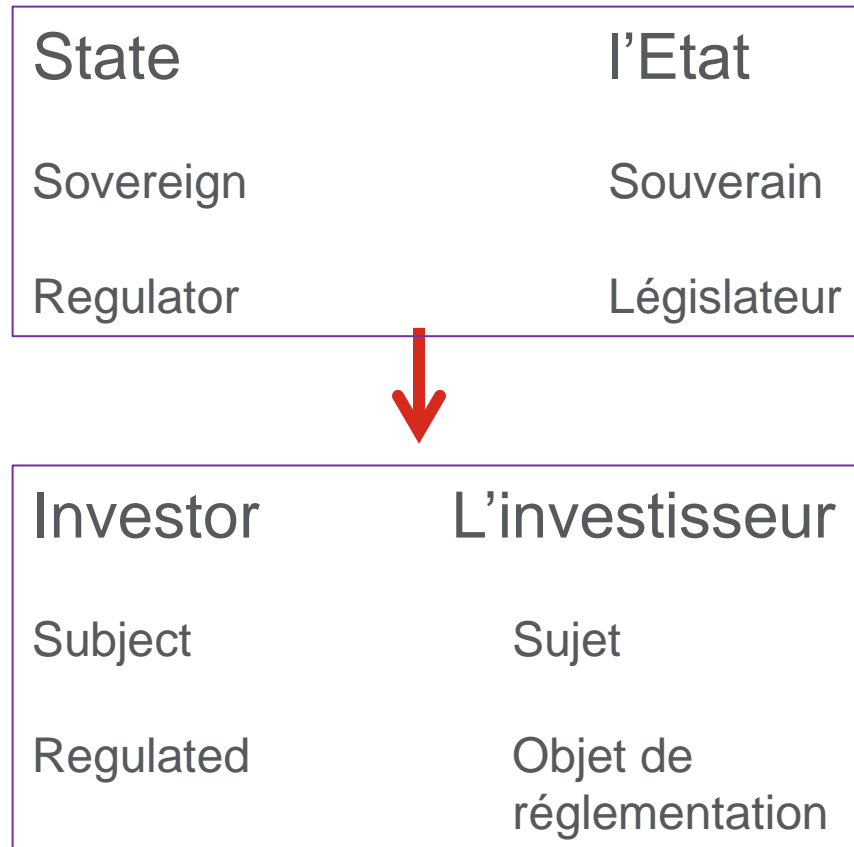 State l’Etat
Sovereign Souverain
Regulator Législateur
Investor L’investisseur
Subject Sujet
Regulated Objet de
réglementation